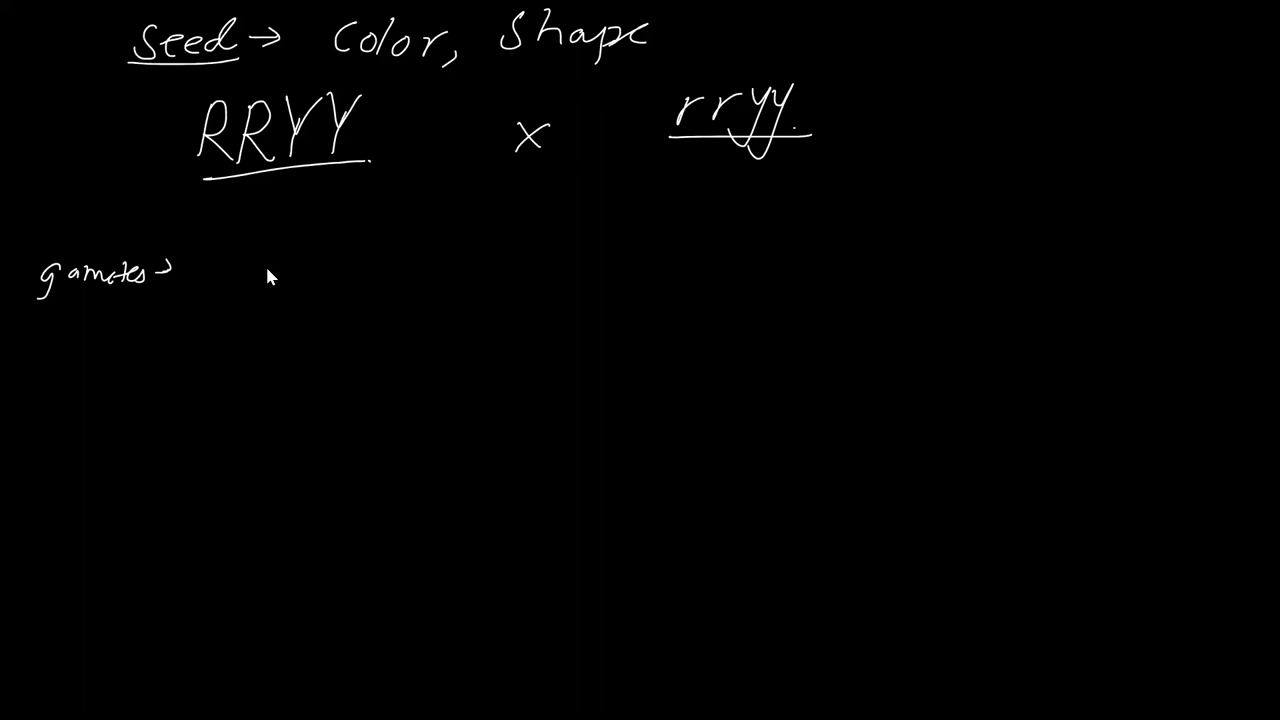 Seed → Color, Shape
RRYY x rryy.
gametes →